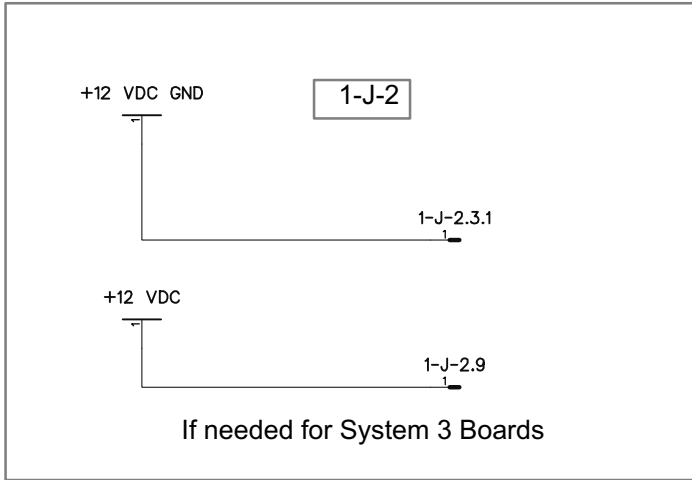 +12 VDC GND
1-J-2
1
1-J-2.3.1
1
+12 VDC
1
1-J-2.9
1
If needed for System 3 Boards